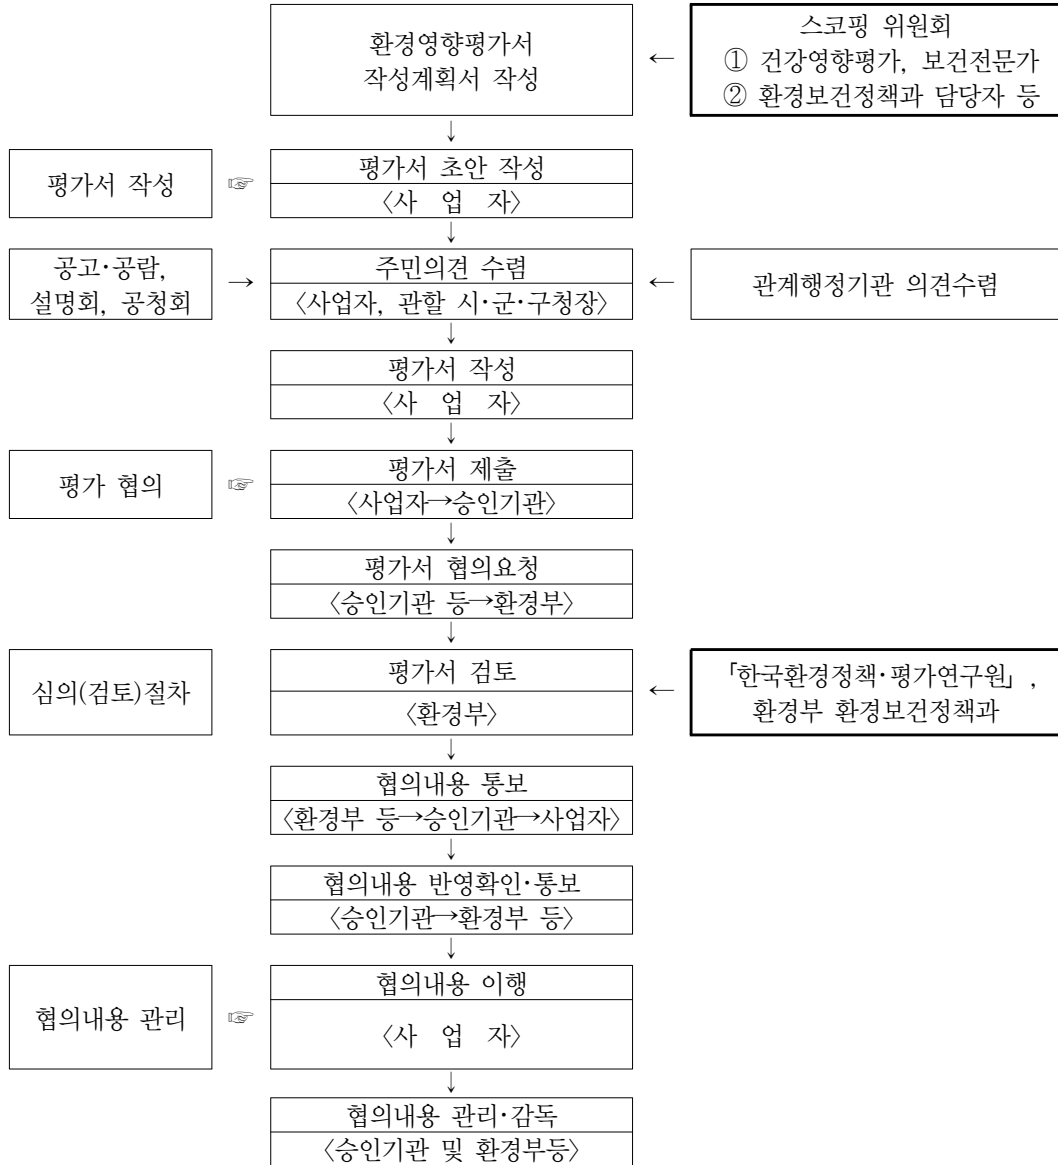 환경영향평가서
작성계획서 작성
←
스코핑 위원회
① 건강영향평가, 보건전문가
② 환경보건정책과 담당자 등
↓
평가서 작성
☞
평가서 초안 작성
〈사 업 자〉
↓
공고·공람,
설명회, 공청회
→
주민의견 수렴
〈사업자, 관할 시·군·구청장〉
←
관계행정기관 의견수렴
↓
평가서 작성
〈사 업 자〉
↓
평가 협의
☞
평가서 제출
〈사업자→승인기관〉
↓
평가서 협의요청
〈승인기관 등→환경부〉
↓
심의(검토)절차
평가서 검토
〈환경부〉
←
「한국환경정책·평가연구원」,
환경부 환경보건정책과
↓
협의내용 통보
〈환경부 등→승인기관→사업자〉
↓
협의내용 반영확인·통보
〈승인기관→환경부 등〉
↓
협의내용 관리
☞
협의내용 이행
〈사 업 자〉
↓
협의내용 관리·감독
〈승인기관 및 환경부등〉